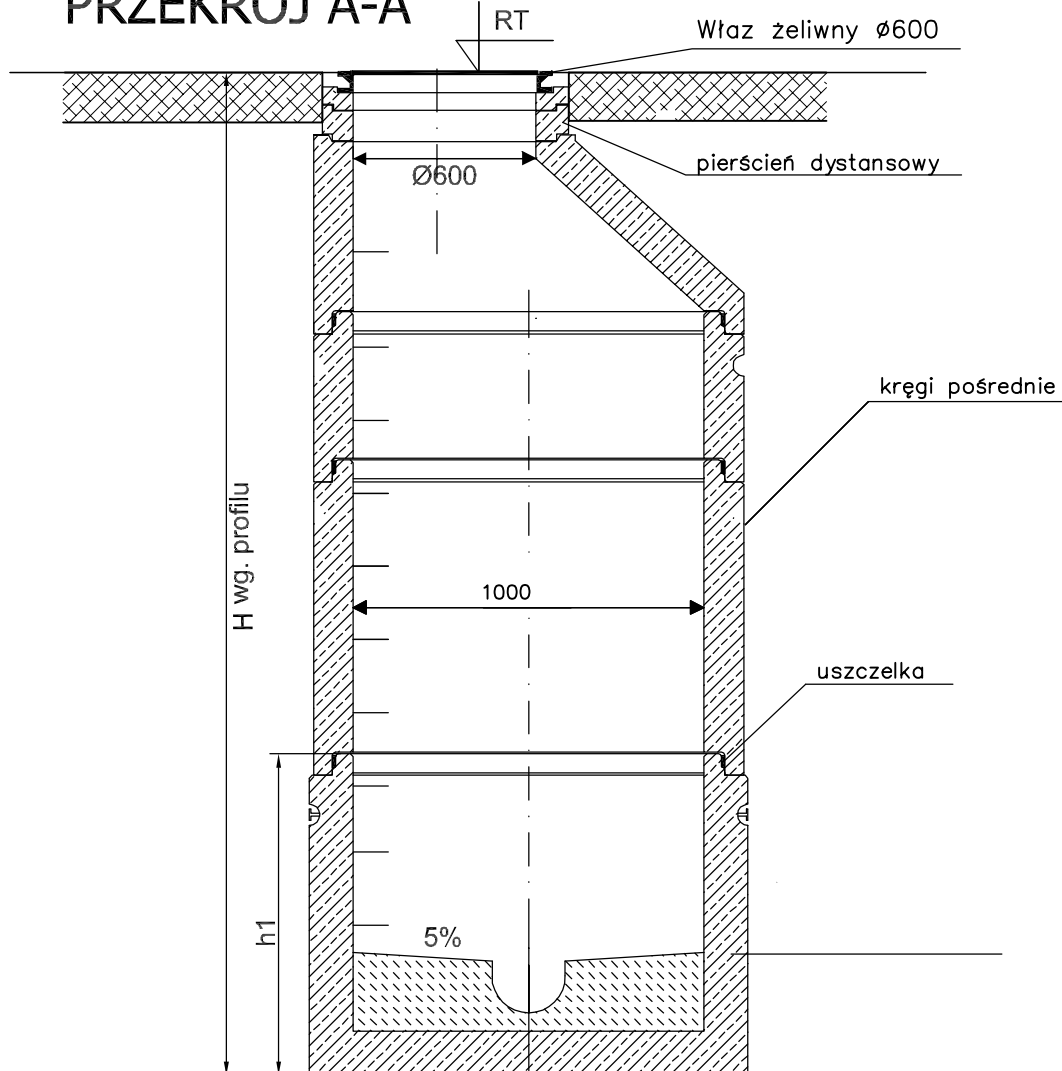 PRZEKRÓJ A-A
RT
Właz żeliwny Ø600
pierścień dystansowy
Ø600
kręgi pośrednie
H wg. profilu
1000
uszczelka
h1
5%